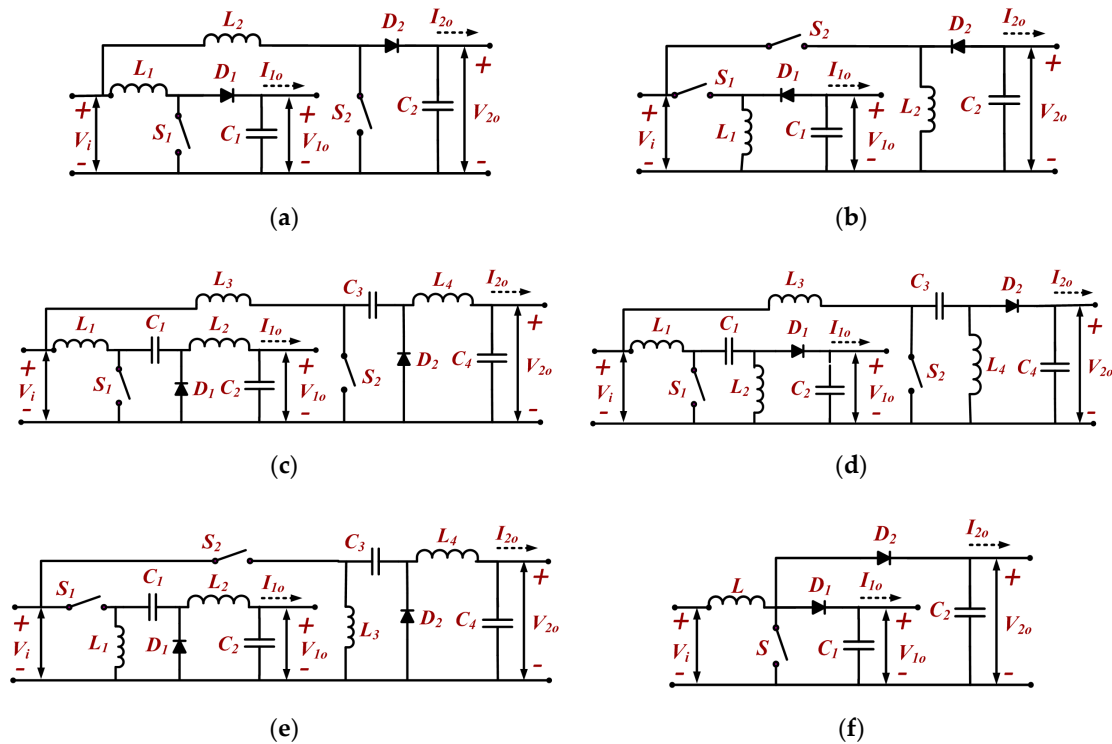 L2 D2 I2o
L1 D1 I1o
+ S1 C1 + S2 C2 +
Vi V1o V2o
- - -
(a)
S2 D2 I2o
S1 D1 I1o
+ L1 C1 + L2 C2 +
Vi V1o V2o
- - -
(b)
L3 C3 L4 I2o
L1 C1 L2 I1o
+ S1 D1 C2 + S2 D2 C4 +
Vi V1o V2o
- - -
(c)
L3 C3 D2 I2o
L1 C1 D1 I1o
+ S1 L2 C2 + S2 L4 C4 +
Vi V1o V2o
- - -
(d)
S2 C3 L4 I2o
S1 C1 L2 I1o
+ L1 D1 C2 + L3 D2 C4 +
Vi V1o V2o
- - -
(e)
D2 I2o
L D1 I1o
+ S C1 + C2 +
Vi V1o V2o
- - -
(f)